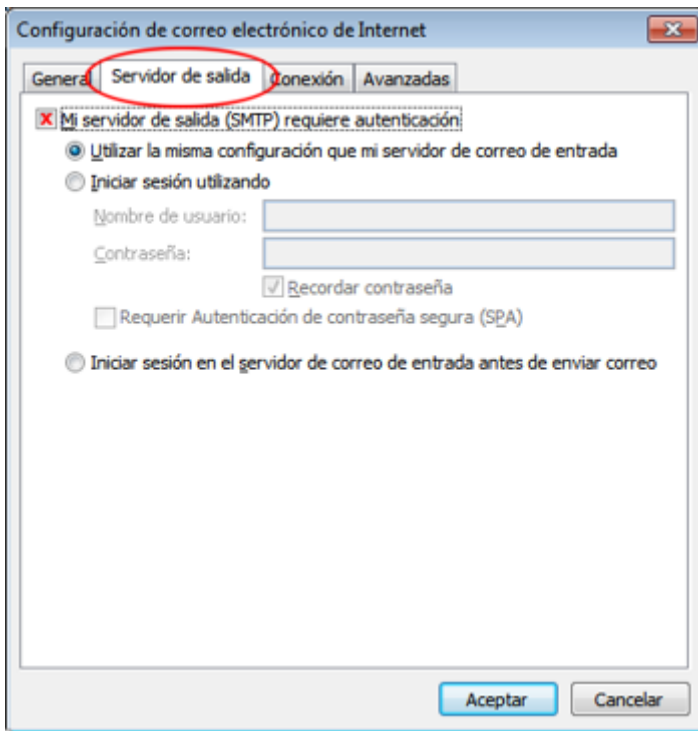 Configuración de correo electrónico de Internet
General Servidor de salida Conexión Avanzadas
Mi servidor de salida (SMTP) requiere autenticación
Utilizar la misma configuración que mi servidor de correo de entrada
Iniciar sesión utilizando
Nombre de usuario:
Contraseña:
Recordar contraseña
Requerir Autenticación de contraseña segura (SPA)
Iniciar sesión en el servidor de correo de entrada antes de enviar correo
Aceptar Cancelar